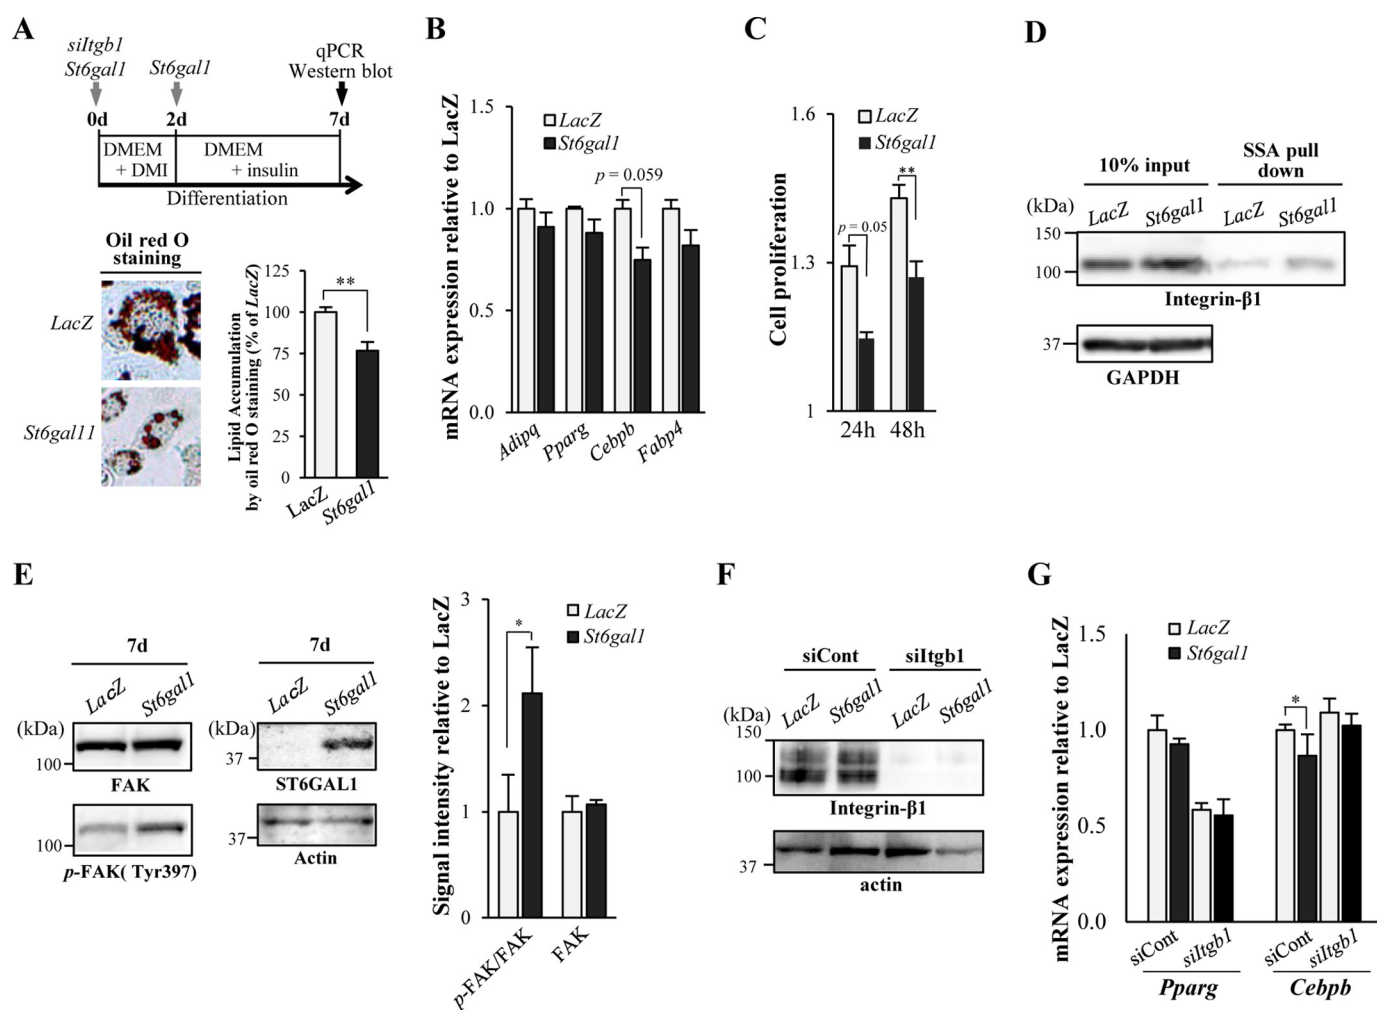 A
siItgb1
St6gal1
St6gal1
qPCR
Western blot
0d
2d
7d
DMEM
+ DMI
DMEM
+ insulin
Differentiation
Oil red O
staining
LacZ
St6gal11
Lipid Accumulation
by oil red O staining (% of LacZ)
125
100
75
50
25
0
**
LacZ
St6gal1
B
mRNA expression relative to LacZ
1.5
1.0
0.5
0.0
LacZ
St6gal1
p = 0.059
Adipq
Pparg
Cebpb
Fabp4
C
Cell proliferation
1.6
1.3
1
LacZ
St6gal1
**
p = 0.05
24h
48h
D
10% input
SSA pull
down
(kDa)
LacZ
St6gal1
LacZ
St6gal1
150
100
Integrin-β1
37
GAPDH
E
7d
LacZ
St6gal1
(kDa)
100
FAK
100
p-FAK( Tyr397)
7d
LacZ
St6gal1
(kDa)
37
ST6GAL1
37
Actin
Signal intensity relative to LacZ
3
2
1
0
LacZ
St6gal1
*
p-FAK/FAK
FAK
F
siCont
siItgb1
(kDa)
LacZ
St6gal1
LacZ
St6gal1
150
100
Integrin-β1
37
actin
G
mRNA expression relative to LacZ
1.5
1.0
0.5
0.0
LacZ
St6gal1
*
siCont
siItgb1
siCont
siItgb1
Pparg
Cebpb